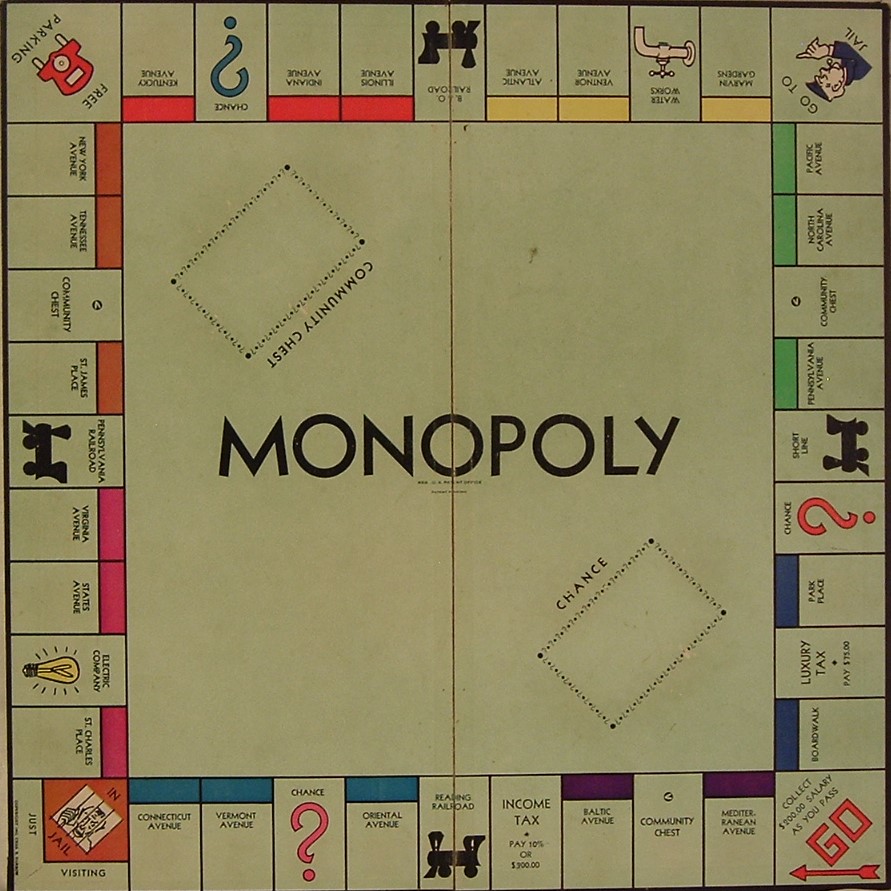 FREE
PARKING
KENTUCKY
AVENUE
CHANCE
INDIANA
AVENUE
ILLINOIS
AVENUE
B. & O.
RAILROAD
ATLANTIC
AVENUE
VENTNOR
AVENUE
WATER
WORKS
MARVIN
GARDENS
GO TO
JAIL
NEW YORK
AVENUE
TENNESSEE
AVENUE
COMMUNITY
CHEST
ST. JAMES
PLACE
PENNSYLVANIA
RAILROAD
VIRGINIA
AVENUE
STATES
AVENUE
ELECTRIC
COMPANY
ST. CHARLES
PLACE
COMMUNITY CHEST
MONOPOLY
REG. U.S. PATENT OFFICE
CHANCE
PACIFIC
AVENUE
NORTH
CAROLINA
AVENUE
COMMUNITY
CHEST
PENNSYLVANIA
AVENUE
SHORT
LINE
CHANCE
PARK
PLACE
LUXURY
TAX
PAY $75.00
BOARDWALK
IN
JAIL
JUST
VISITING
CONNECTICUT
AVENUE
VERMONT
AVENUE
CHANCE
?
ORIENTAL
AVENUE
READING
RAILROAD
INCOME
TAX
PAY 10%
OR
$300.00
BALTIC
AVENUE
COMMUNITY
CHEST
MEDITER-
RANEAN
AVENUE
COLLECT
$200.00 SALARY
AS YOU PASS
GO